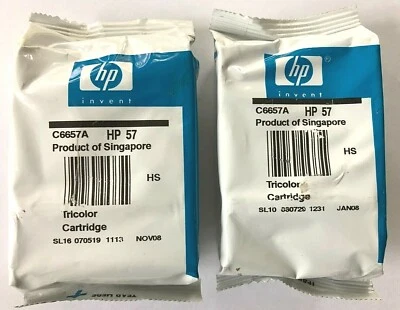 hp
invent
C6657A HP 57
Product of Singapore
HS
Tricolor
Cartridge
SL16 070519 1113 NOV08
hp
invent
C6657A HP 57
Product of Singapore
HS
Tricolor
Cartridge
SL10 080729 1231 JAN08